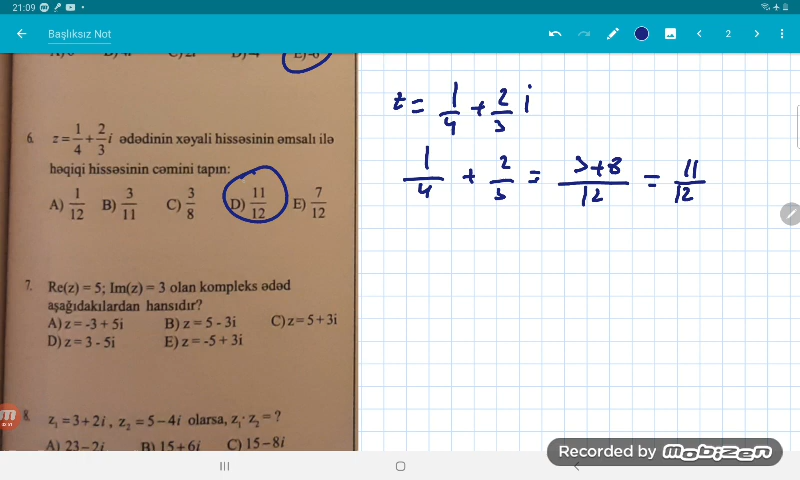 21:09
Başlıksız Not
2
6. z = 1/4 + 2/3 i ədədinin xəyali hissəsinin əmsalı ilə
həqiqi hissəsinin cəmini tapın:
A) 1/12 B) 3/11 C) 3/8 D) 11/12 E) 7/12
7. Re(z) = 5; Im(z) = 3 olan kompleks ədəd
aşağıdakılardan hansıdır?
A) z = -3 + 5i B) z = 5 - 3i C) z = 5 + 3i
D) z = 3 - 5i E) z = -5 + 3i
8. z₁ = 3 + 2i, z₂ = 5 – 4i olarsa, z₁· z₂ = ?
A) 23 – 2i B) 15 + 6i C) 15 – 8i
z = 1/4 + 2/3 i
1/4 + 2/3 = 3+8/12 = 11/12
Recorded by mobizen